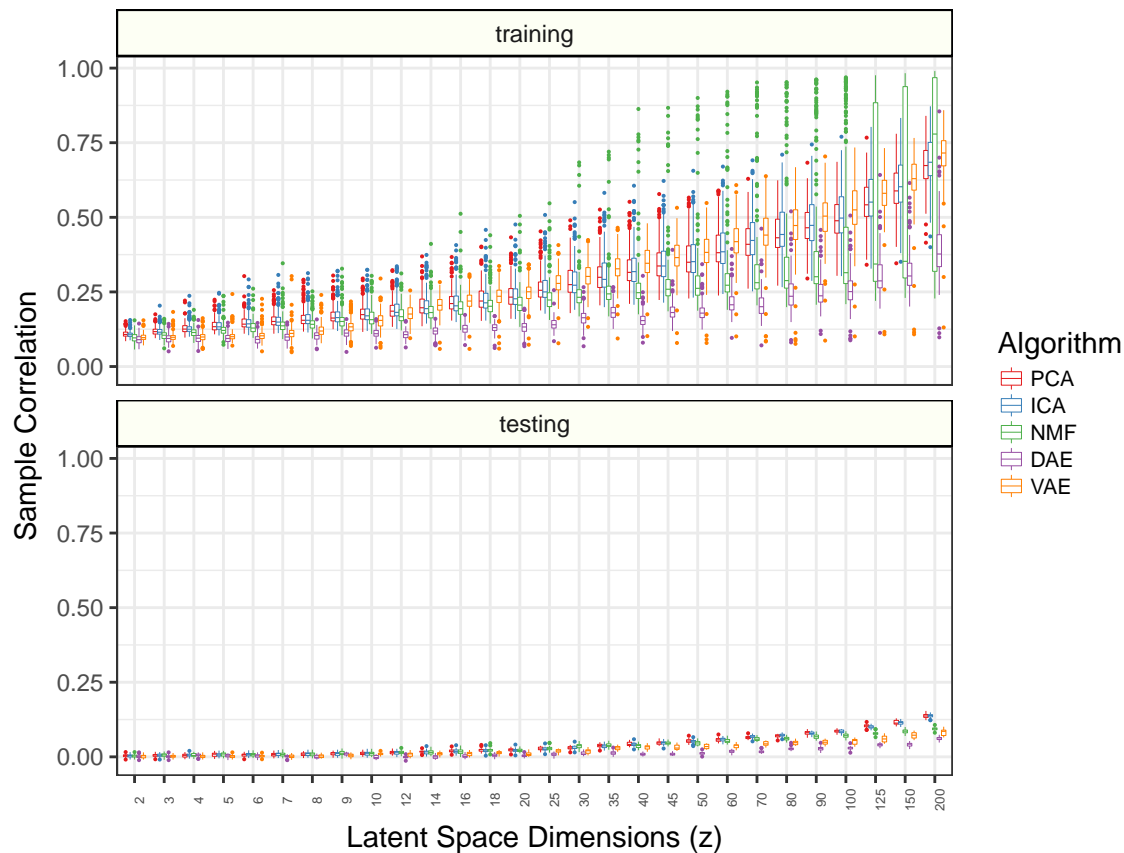 training
1.00
0.75
0.50
0.25
0.00
testing
1.00
0.75
0.50
0.25
0.00
Sample Correlation
2 3 4 5 6 7 8 9 10 12 14 16 18 20 25 30 35 40 45 50 60 70 80 90 100 125 150 200
Latent Space Dimensions (z)
Algorithm
PCA
ICA
NMF
DAE
VAE